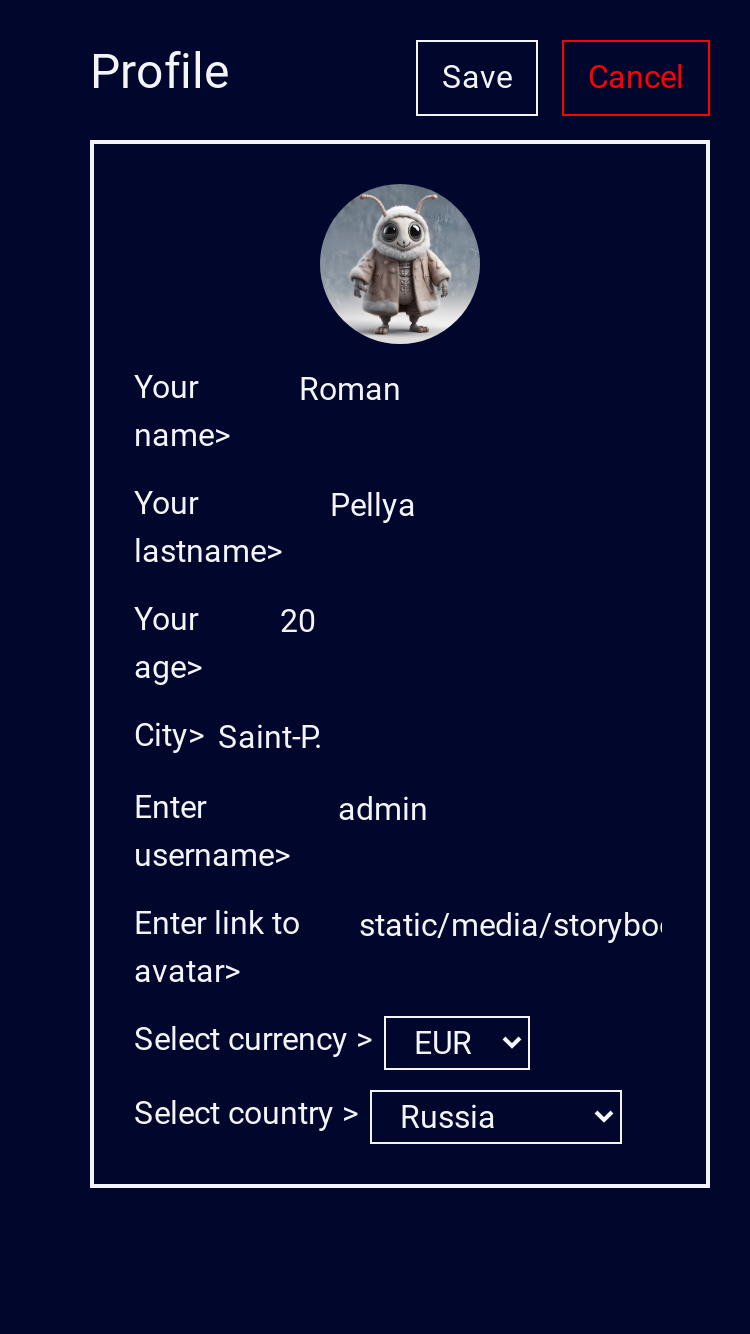 Profile
Save
Cancel
Your
name>
Roman
Your
lastname>
Pellya
Your
age>
20
City>
Saint-P.
Enter
username>
admin
Enter link to
avatar>
static/media/storyboo
Select currency >
EUR
Select country >
Russia